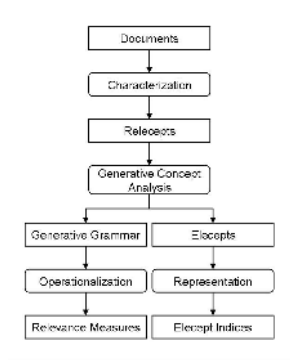 Documents
Characterization
Relecepts
Generative Concept
Analysis
Generative Grammar
Elecepts
Operationalization
Representation
Relevance Measures
Elecept Indices